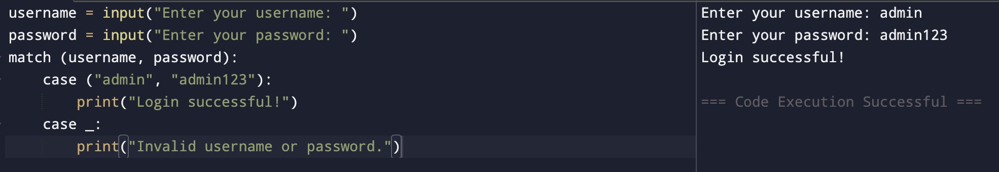 username = input("Enter your username: ")
password = input("Enter your password: ")
match (username, password):
    case ("admin", "admin123"):
        print("Login successful!")
    case _:
        print("Invalid username or password.")
Enter your username: admin
Enter your password: admin123
Login successful!
=== Code Execution Successful ===